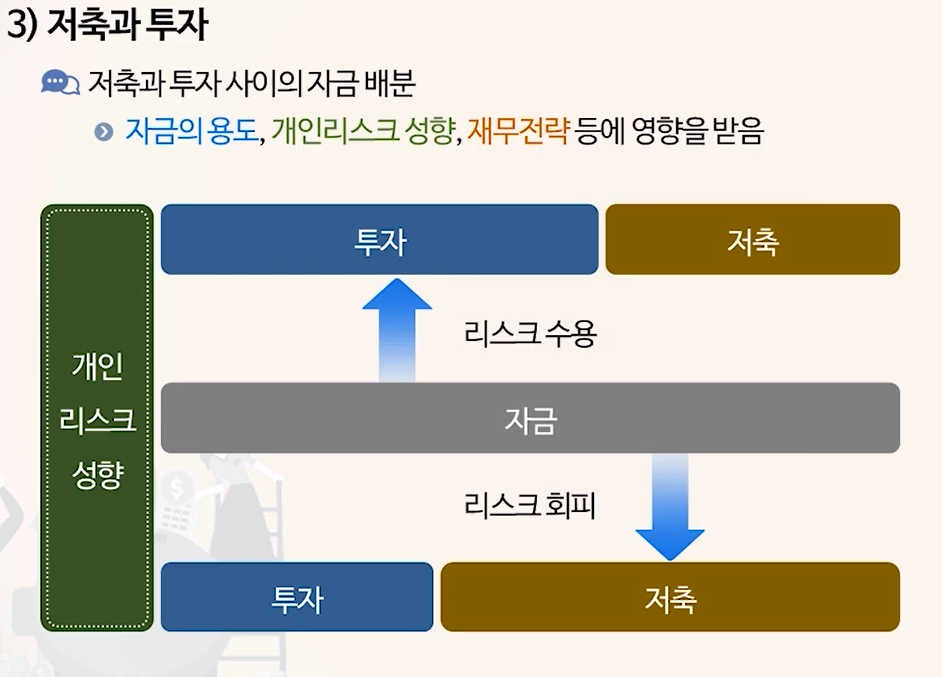 3) 저축과 투자
저축과 투자 사이의 자금 배분
자금의 용도, 개인리스크 성향, 재무전략 등에 영향을 받음
투자
저축
리스크 수용
개인
리스크
성향
자금
리스크 회피
투자
저축